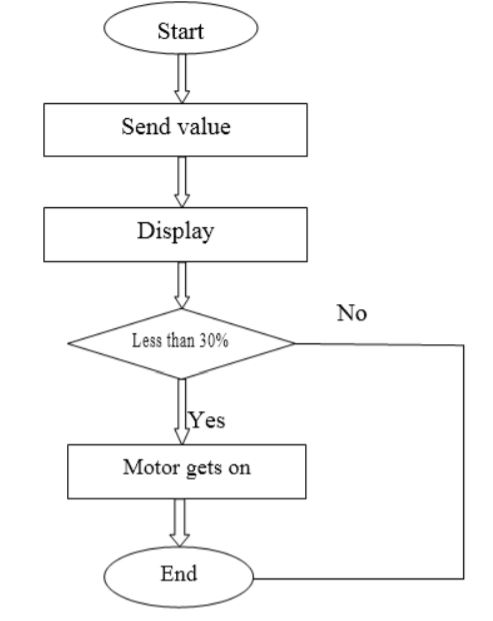 Start
Send value
Display
No
Less than 30%
Yes
Motor gets on
End